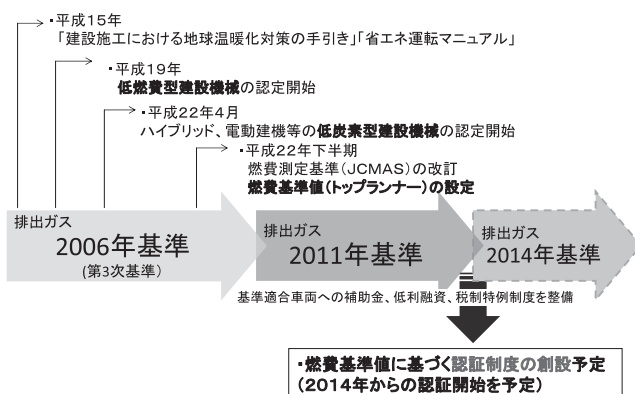 ・平成15年
「建設施工における地球温暖化対策の手引き」「省エネ運転マニュアル」
・平成19年
低燃費型建設機械の認定開始
・平成22年4月
ハイブリッド、電動建機等の低炭素型建設機械の認定開始
・平成22年下半期
燃費測定基準(JCMAS)の改訂
燃費基準値(トップランナー)の設定
排出ガス
2006年基準
(第3次基準)
排出ガス
2011年基準
排出ガス
2014年基準
基準適合車両への補助金、低利融資、税制特例制度を整備
・燃費基準値に基づく認証制度の創設予定
(2014年からの認証開始を予定)